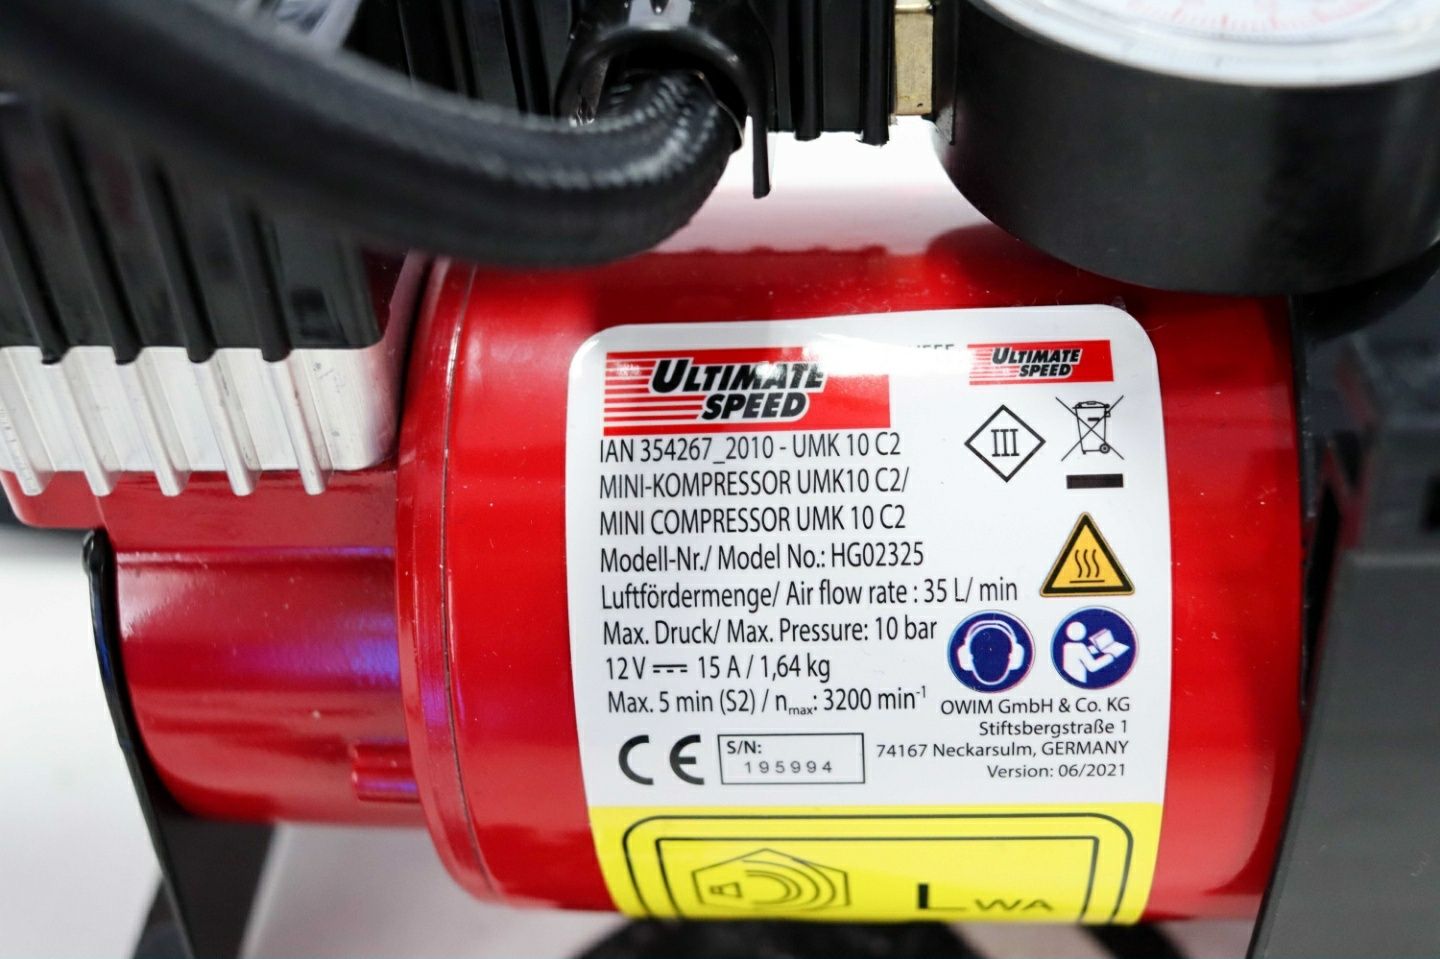 ULTIMATE
SPEED
ULTIMATE
SPEED
IAN 354267_2010 - UMK 10 C2
MINI-KOMPRESSOR UMK10 C2/
MINI COMPRESSOR UMK 10 C2
III
Modell-Nr./ Model No.: HG02325
Luftfördermenge/ Air flow rate : 35 L/ min
Max. Druck/ Max. Pressure: 10 bar
12 V ⎓ 15 A / 1,64 kg
Max. 5 min (S2) / nmax: 3200 min-1
OWIM GmbH & Co. KG
Stiftsbergstraße 1
74167 Neckarsulm, GERMANY
Version: 06/2021
CE
S/N:
195994
LWA